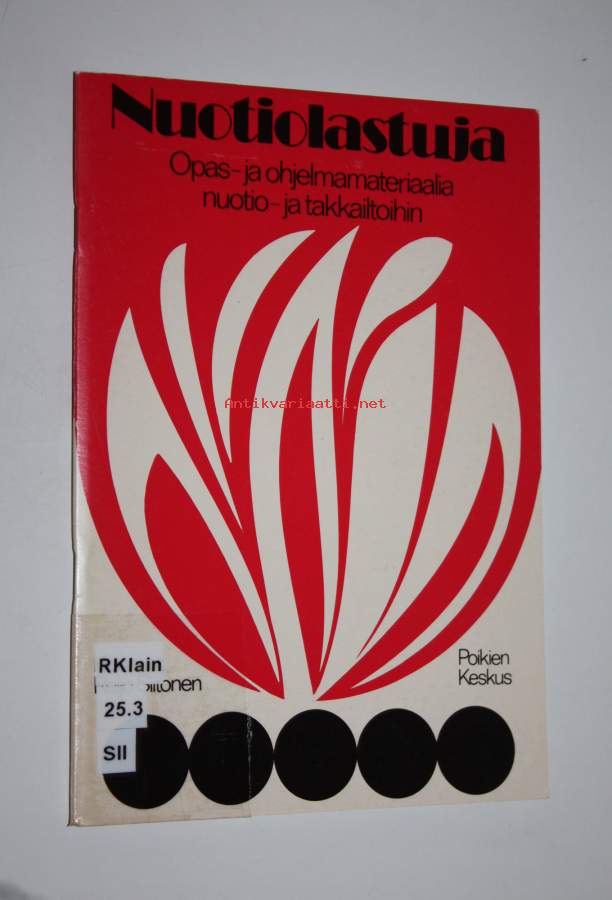 Nuotiolastuja
Opas- ja ohjelmamateriaalia
nuotio- ja takkailtoihin
Antikvariaatti.net
Poikien
Keskus
RKlain
25.3
SII